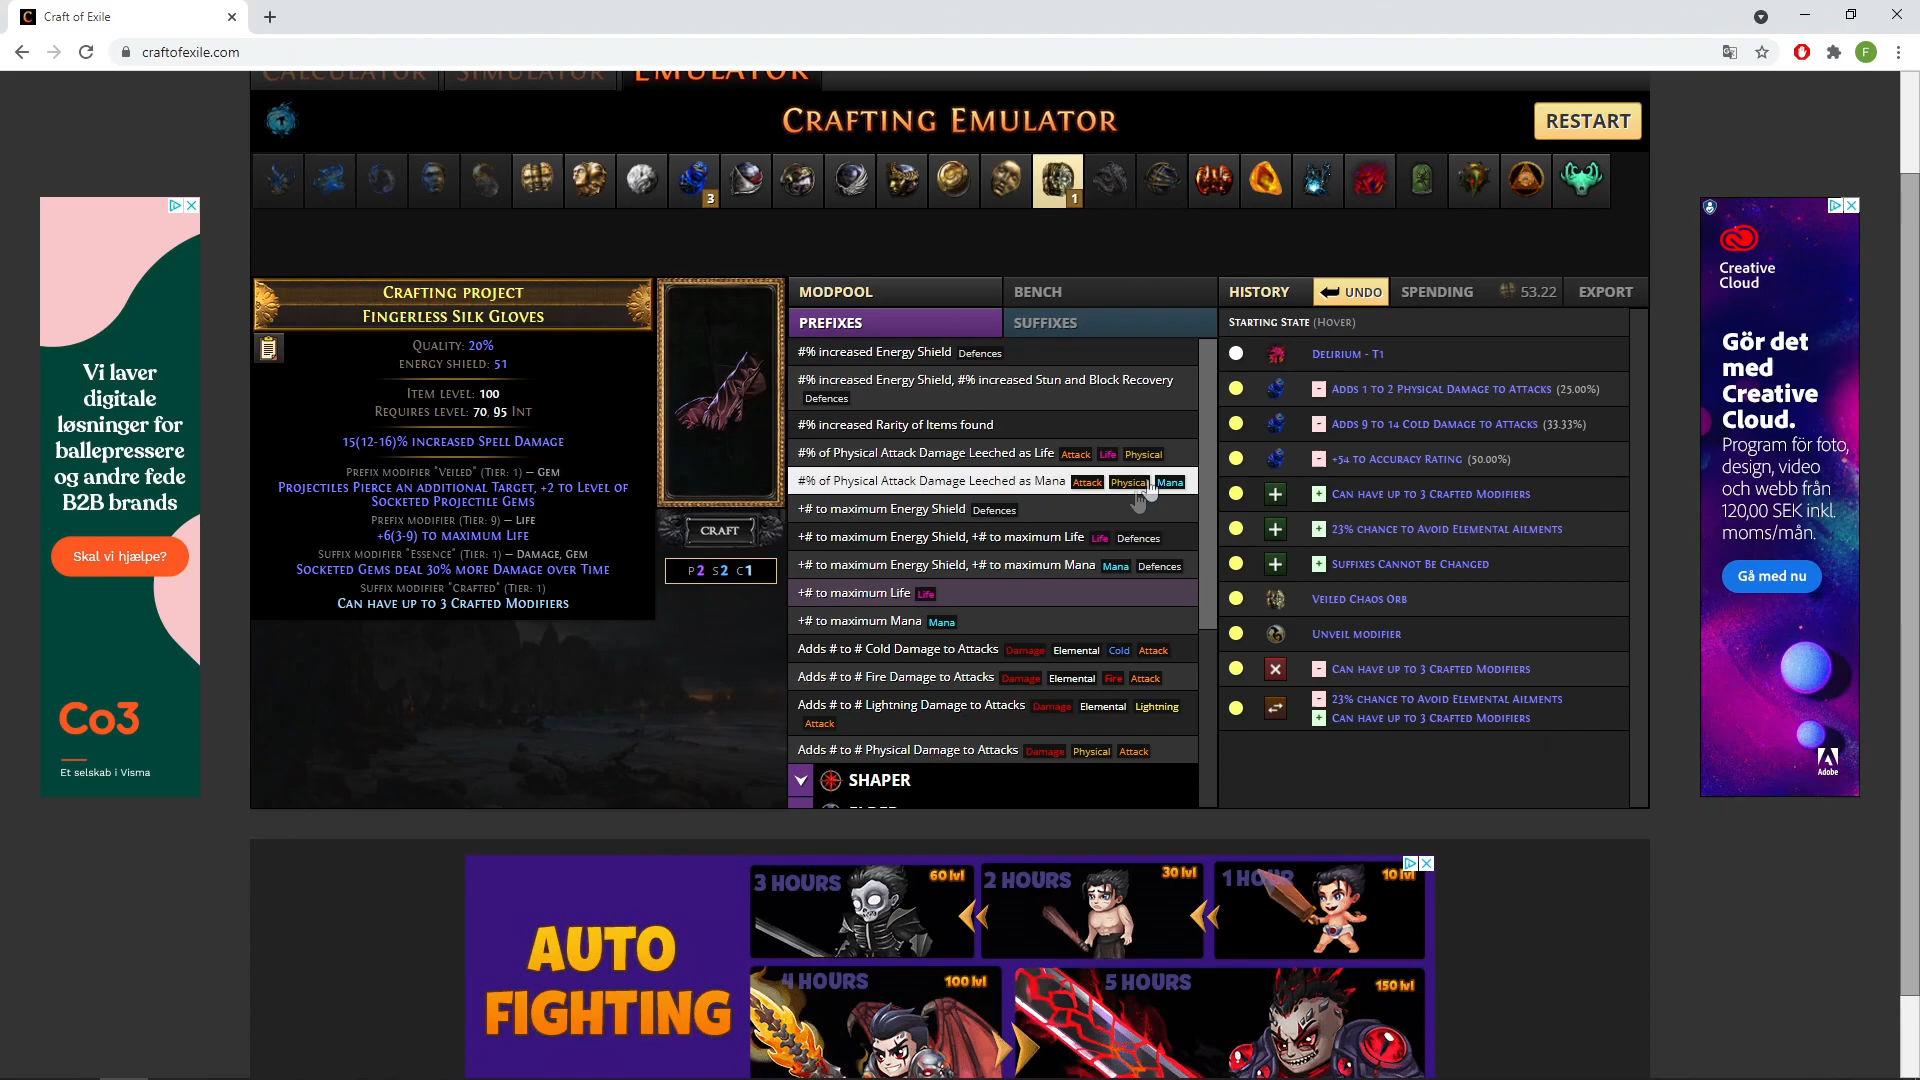 Craft of Exile
craftofexile.com
F
CALCULATOR
SIMULATOR
EMULATOR
Crafting Emulator
RESTART
3
1
Crafting project
Fingerless Silk Gloves
Quality: 20%
Energy Shield: 51
Item level: 100
Requires level: 70, 95 Int
15(12-16)% increased Spell Damage
Prefix modifier "Veiled" (Tier: 1) — Gem
Projectiles Pierce an additional Target, +2 to Level of
Socketed Projectile Gems
Prefix modifier (Tier: 9) — Life
+6(3-9) to maximum Life
Suffix modifier "Essence" (Tier: 1) — Damage, Gem
Socketed Gems deal 30% more Damage over Time
Suffix modifier "Crafted" (Tier: 1)
Can have up to 3 Crafted Modifiers
CRAFT
P2 S2 C1
MODPOOL
BENCH
PREFIXES
SUFFIXES
#% increased Energy Shield Defences
#% increased Energy Shield, #% increased Stun and Block Recovery
Defences
#% increased Rarity of Items found
#% of Physical Attack Damage Leeched as Life Attack Life Physical
#% of Physical Attack Damage Leeched as Mana Attack Physical Mana
+# to maximum Energy Shield Defences
+# to maximum Energy Shield, +# to maximum Life Life Defences
+# to maximum Energy Shield, +# to maximum Mana Mana Defences
+# to maximum Life Life
+# to maximum Mana Mana
Adds # to # Cold Damage to Attacks Damage Elemental Cold Attack
Adds # to # Fire Damage to Attacks Damage Elemental Fire Attack
Adds # to # Lightning Damage to Attacks Damage Elemental Lightning
Attack
Adds # to # Physical Damage to Attacks Damage Physical Attack
SHAPER
ELDER
HISTORY
UNDO
SPENDING
53.22
EXPORT
Starting State (Hover)
Delirium - T1
- Adds 1 to 2 Physical Damage to Attacks (25.00%)
- Adds 9 to 14 Cold Damage to Attacks (33.33%)
- +54 to Accuracy Rating (50.00%)
+ Can have up to 3 Crafted Modifiers
+ 23% chance to Avoid Elemental Ailments
+ Suffixes Cannot Be Changed
Veiled Chaos Orb
Unveil modifier
- Can have up to 3 Crafted Modifiers
- 23% chance to Avoid Elemental Ailments
+ Can have up to 3 Crafted Modifiers
Vi laver
digitale
løsninger for
ballepressere
og andre fede
B2B brands
Skal vi hjælpe?
Co3
Et selskab i Visma
Creative
Cloud
Gör det
med
Creative
Cloud.
Program för foto,
design, video
och webb från
120,00 SEK inkl.
moms/mån.
Gå med nu
Adobe
AUTO
FIGHTING
3 HOURS
60 lvl
2 HOURS
30 lvl
1 HOUR
10 lvl
4 HOURS
100 lvl
5 HOURS
150 lvl